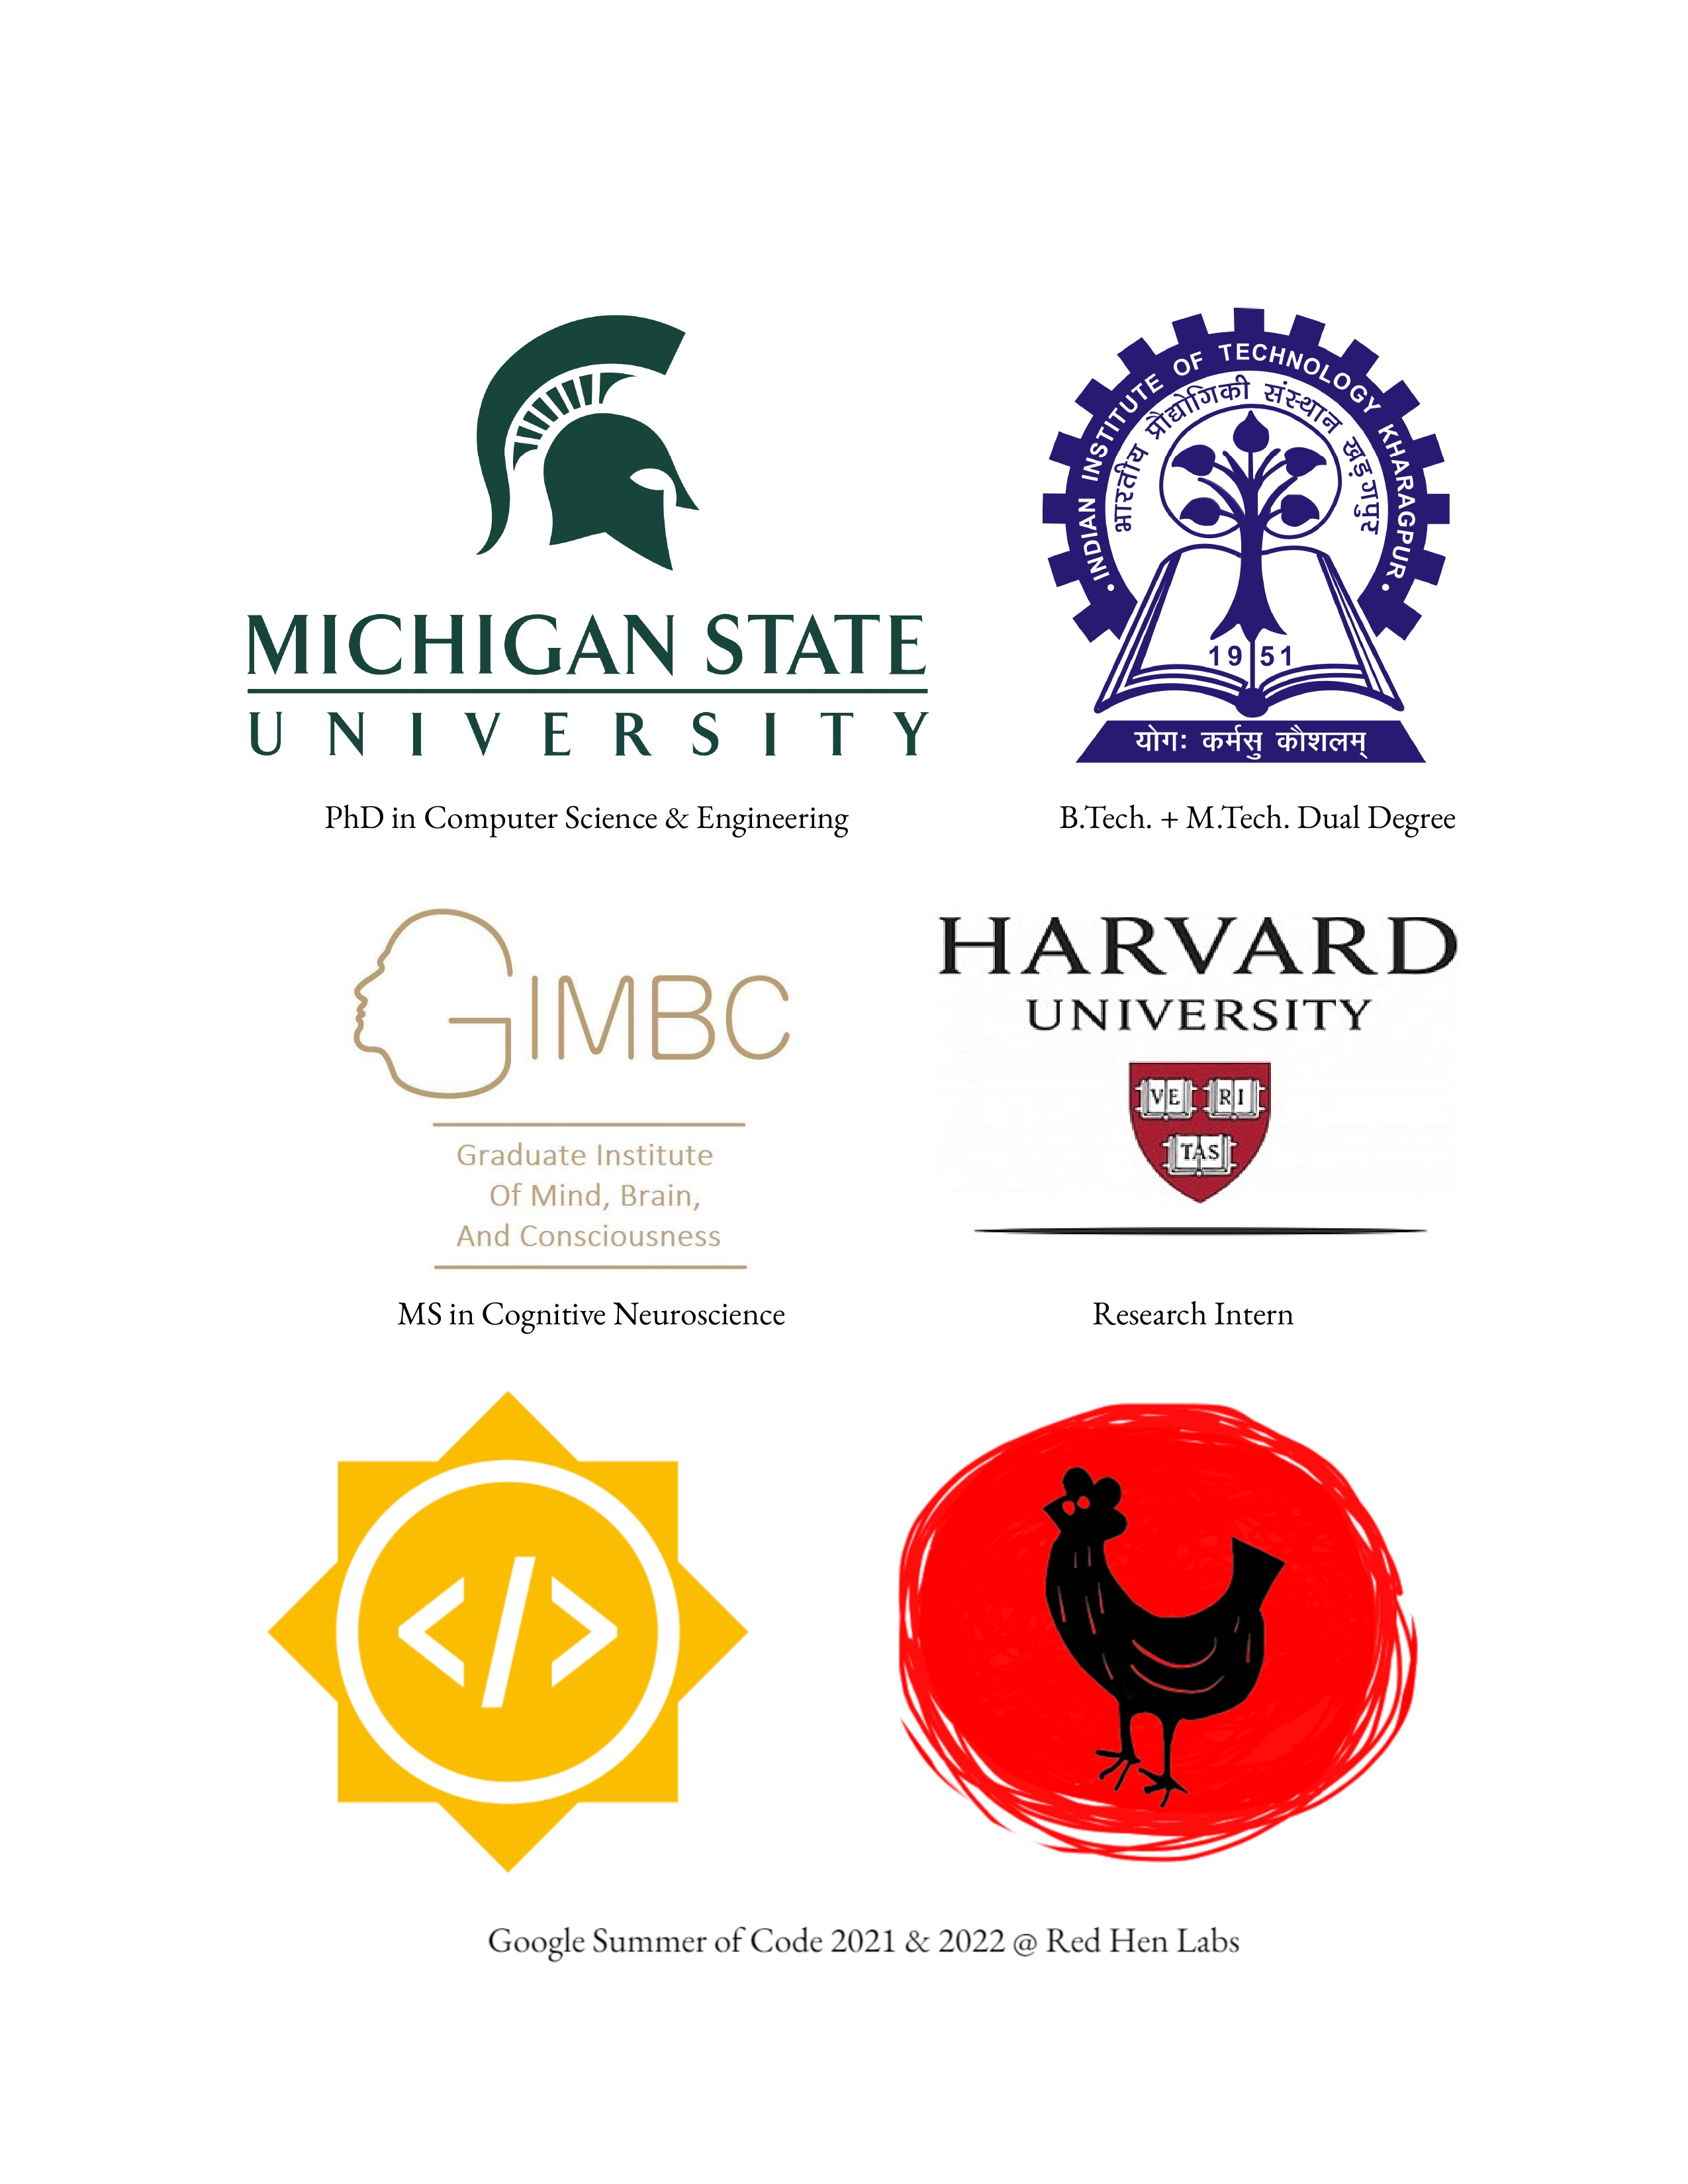 MICHIGAN STATE
UNIVERSITY
PhD in Computer Science & Engineering
• INDIAN INSTITUTE OF TECHNOLOGY KHARAGPUR •
भारतीय प्रौद्योगिकी संस्थान खड़गपुर
19 51
योगः कर्मसु कौशलम्
B.Tech. + M.Tech. Dual Degree
GIMBC
Graduate Institute
Of Mind, Brain,
And Consciousness
MS in Cognitive Neuroscience
HARVARD
UNIVERSITY
VE RI
TAS
Research Intern
</>
Google Summer of Code 2021 & 2022 @ Red Hen Labs